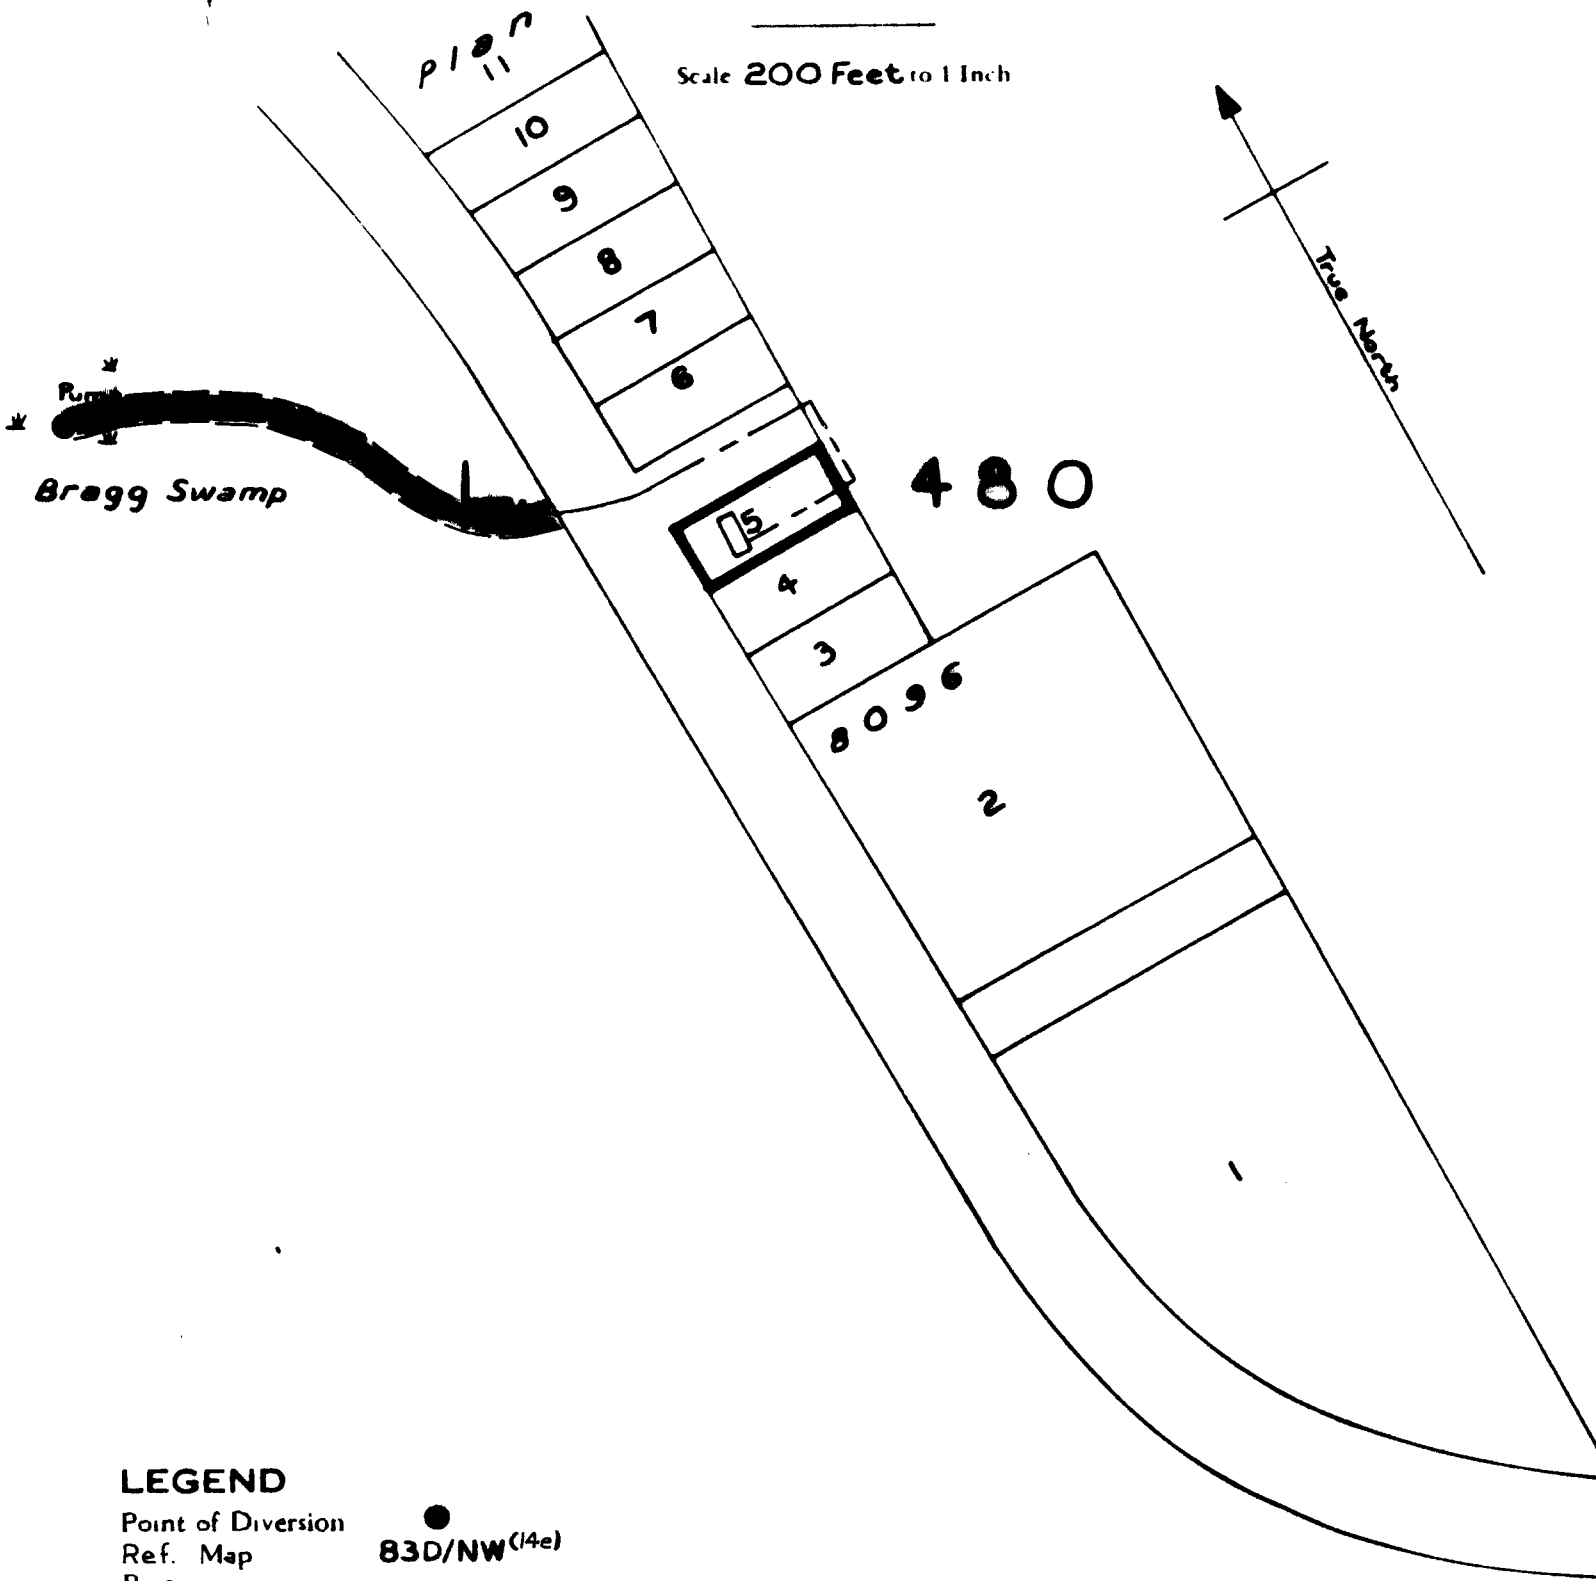 Plan
11
Scale 200 Feet to 1 Inch
10
9
8
7
6
True North
Bragg Swamp
480
5
4
3
8096
2
1
LEGEND
Point of Diversion
Ref. Map 83D/NW(14e)